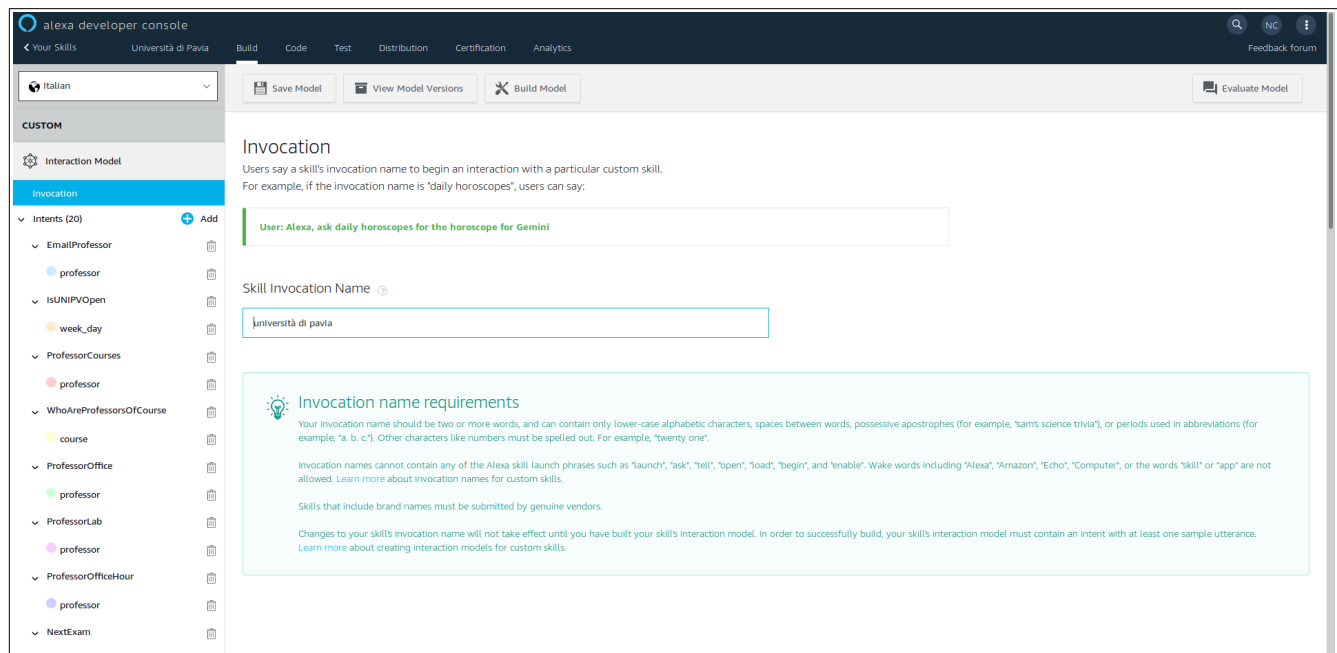 alexa developer console
NC
Your Skills
Università di Pavia
Build
Code
Test
Distribution
Certification
Analytics
Feedback forum
Italian
Save Model
View Model Versions
Build Model
Evaluate Model
CUSTOM
Interaction Model
Invocation
Intents (20)
Add
EmailProfessor
professor
isUNIPVOpen
week_day
ProfessorCourses
professor
WhoAreProfessorsOfCourse
course
ProfessorOffice
professor
ProfessorLab
professor
ProfessorOfficeHour
professor
NextExam
Invocation
Users say a skill's invocation name to begin an interaction with a particular custom skill.
For example, if the invocation name is "daily horoscopes", users can say:
User: Alexa, ask daily horoscopes for the horoscope for Gemini
Skill Invocation Name
università di pavia
Invocation name requirements
Your invocation name should be two or more words, and can contain only lower-case alphabetic characters, spaces between words, possessive apostrophes (for example, "sam's science trivia"), or periods used in abbreviations (for
example, "a. b. c."). Other characters like numbers must be spelled out. For example, "twenty one".
Invocation names cannot contain any of the Alexa skill launch phrases such as "launch", "ask", "tell", "open", "load", "begin", and "enable". Wake words including "Alexa", "Amazon", "Echo", "Computer", or the words "skill" or "app" are not
allowed. Learn more about invocation names for custom skills.
Skills that include brand names must be submitted by genuine vendors.
Changes to your skill's invocation name will not take effect until you have built your skill's interaction model. In order to successfully build, your skill's interaction model must contain an intent with at least one sample utterance.
Learn more about creating interaction models for custom skills.